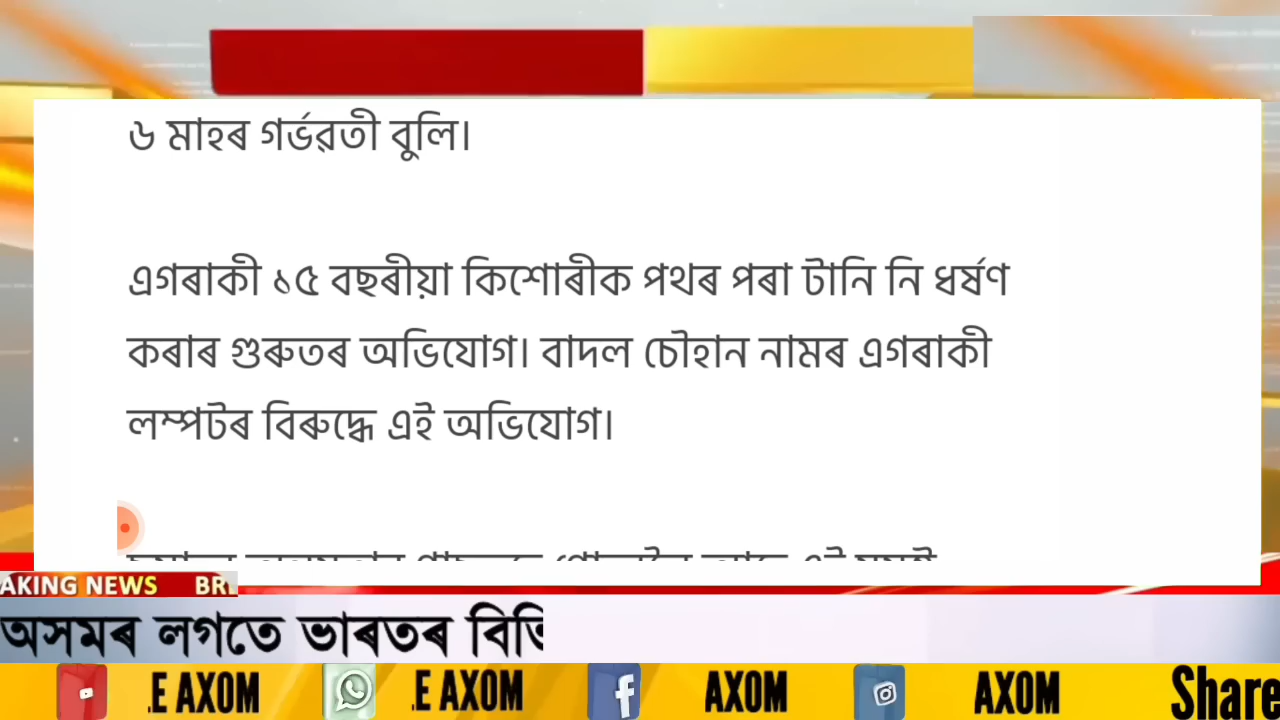 ৬ মাহৰ গৰ্ভৱতী বুলি।
এগৰাকী ১৫ বছৰীয়া কিশোৰীক পথৰ পৰা টানি নি ধৰ্ষণ
কৰাৰ গুৰুতৰ অভিযোগ। বাদল চৌহান নামৰ এগৰাকী
লম্পটৰ বিৰুদ্ধে এই অভিযোগ।
AKING NEWS BRE
অসমৰ লগতে ভাৰতৰ
.E AXOM .E AXOM AXOM AXOM Share